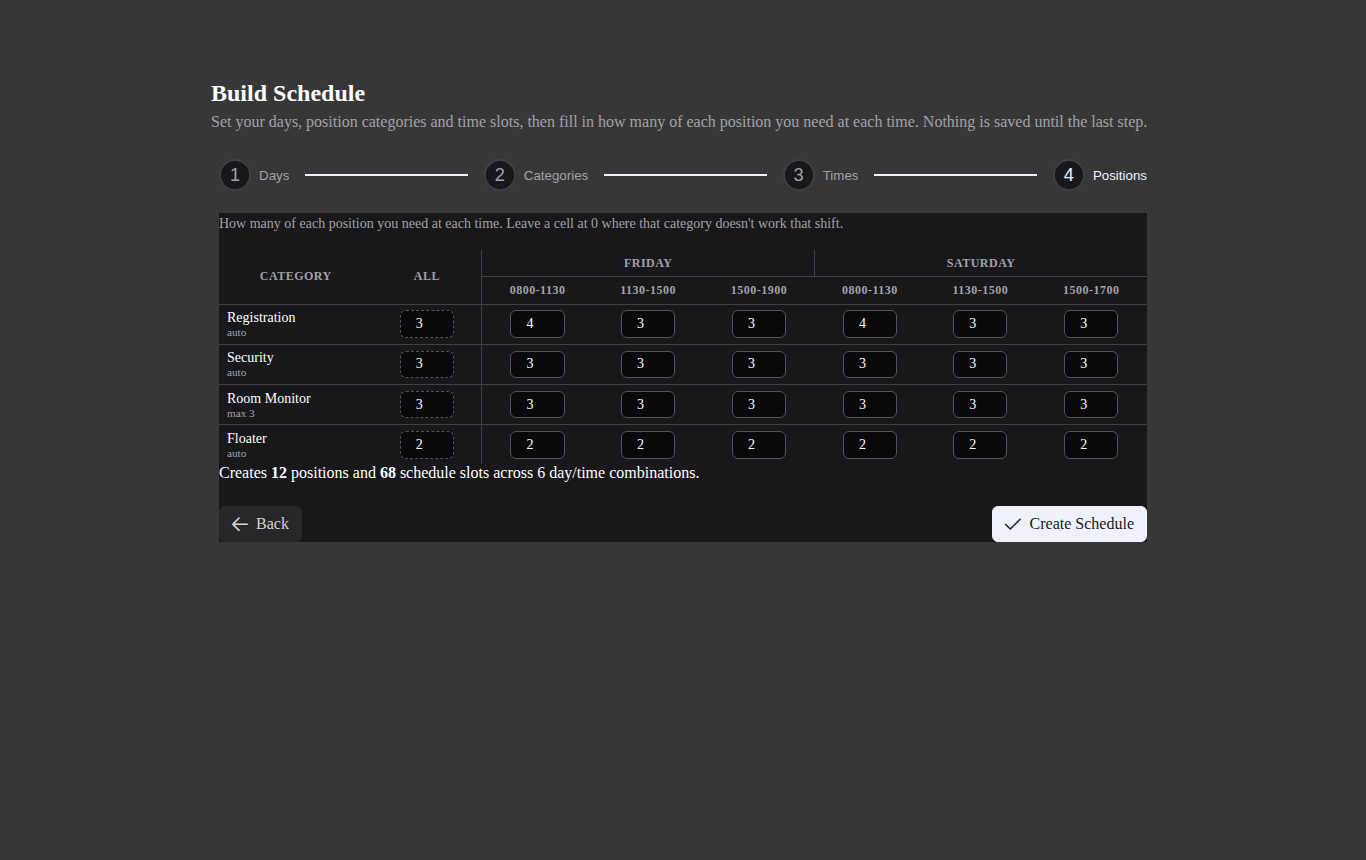 Build Schedule
Set your days, position categories and time slots, then fill in how many of each position you need at each time. Nothing is saved until the last step.
1 Days 2 Categories 3 Times 4 Positions
How many of each position you need at each time. Leave a cell at 0 where that category doesn't work that shift.
CATEGORY ALL FRIDAY SATURDAY
0800-1130 1130-1500 1500-1900 0800-1130 1130-1500 1500-1700
Registration 3 4 3 3 4 3 3
auto
Security 3 3 3 3 3 3 3
auto
Room Monitor 3 3 3 3 3 3 3
max 3
Floater 2 2 2 2 2 2 2
auto
Creates 12 positions and 68 schedule slots across 6 day/time combinations.
Back Create Schedule